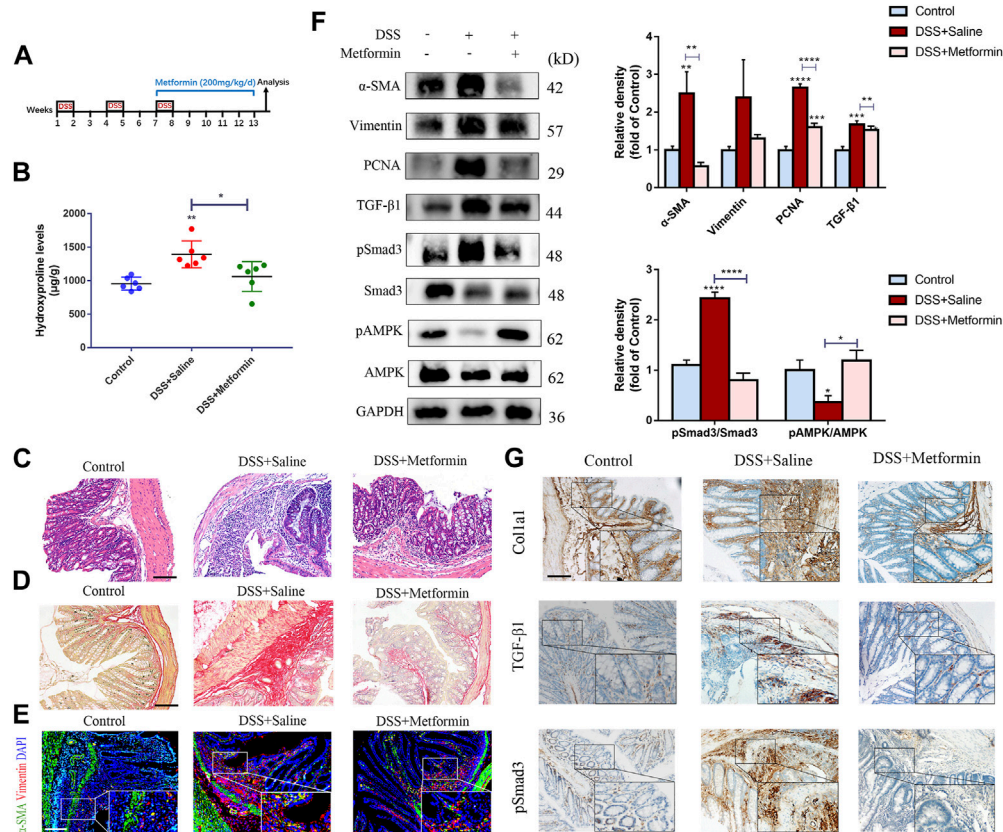 A
Metformin (200mg/kg/d)
Analysis
Weeks
DSS
DSS
DSS
1 2 3 4 5 6 7 8 9 10 11 12 13
B
Hydroxyproline levels
(μg/g)
2000
1500
1000
500
0
**
*
Control
DSS+Saline
DSS+Metformin
F
DSS - + +
Metformin - - +
(kD)
α-SMA 42
Vimentin 57
PCNA 29
TGF-β1 44
pSmad3 48
Smad3 48
pAMPK 62
AMPK 62
GAPDH 36
Control
DSS+Saline
DSS+Metformin
Relative density
(fold of Control)
4
3
2
1
0
**
**
****
****
***
**
***
α-SMA
Vimentin
PCNA
TGF-β1
Control
DSS+Saline
DSS+Metformin
Relative density
(fold of Control)
3
2
1
0
****
****
*
*
pSmad3/Smad3
pAMPK/AMPK
C
Control
DSS+Saline
DSS+Metformin
D
Control
DSS+Saline
DSS+Metformin
E
Control
DSS+Saline
DSS+Metformin
α-SMA Vimentin DAPI
G
Control
DSS+Saline
DSS+Metformin
Col1a1
TGF-β1
pSmad3